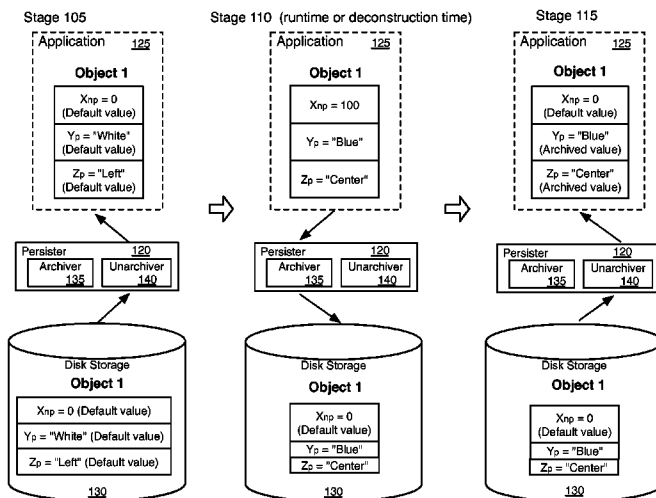 Stage 105
Application 125
Object 1
Xnp = 0
(Default value)
Yp = "White"
(Default value)
Zp = "Left"
(Default value)
Persister 120
Archiver
135
Unarchiver
140
Disk Storage
Object 1
Xnp = 0 (Default value)
Yp = "White" (Default value)
Zp = "Left" (Default value)
130
Stage 110 (runtime or deconstruction time)
Application 125
Object 1
Xnp = 100
Yp = "Blue"
Zp = "Center"
Persister 120
Archiver
135
Unarchiver
140
Disk Storage
Object 1
Xnp = 0
(Default value)
Yp = "Blue"
Zp = "Center"
130
Stage 115
Application 125
Object 1
Xnp = 0
(Default value)
Yp = "Blue"
(Archived value)
Zp = "Center"
(Archived value)
Persister 120
Archiver
135
Unarchiver
140
Disk Storage
Object 1
Xnp = 0
(Default value)
Yp = "Blue"
Zp = "Center"
130